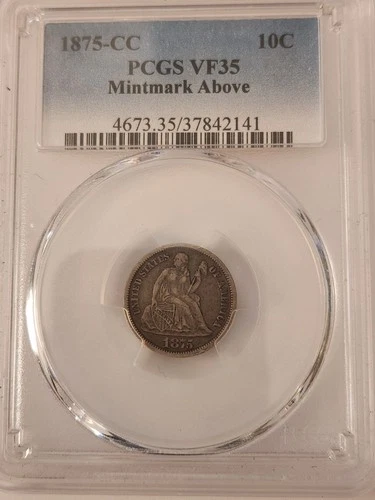 1875-CC 10C
PCGS VF35
Mintmark Above
4673.35/37842141
UNITED STATES OF AMERICA
1875